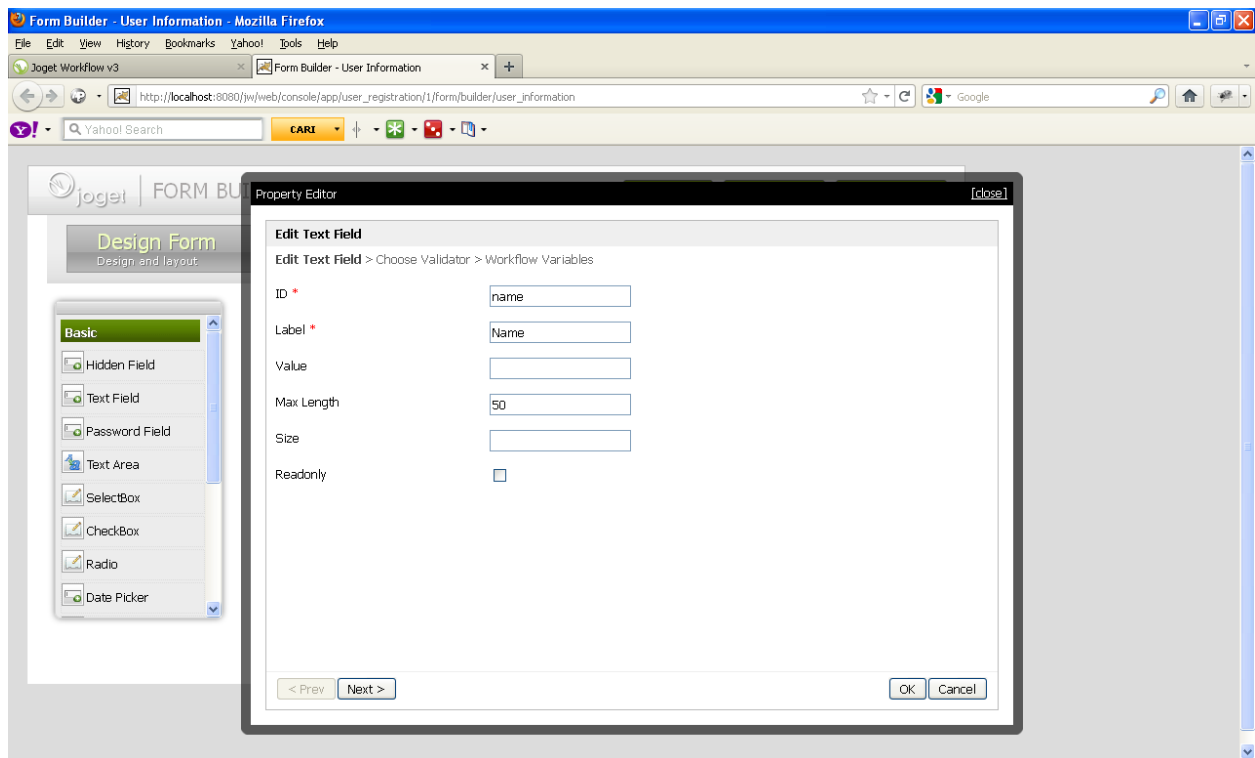 Form Builder - User Information - Mozilla Firefox
File Edit View History Bookmarks Yahoo! Tools Help
Joget Workflow v3
Form Builder - User Information
http://localhost:8080/jw/web/console/app/user_registration/1/form/builder/user_information
Google
Y! Yahoo! Search
CARI
joget FORM BUI
Property Editor
[close]
Design Form
Design and layout
Edit Text Field
Edit Text Field > Choose Validator > Workflow Variables
ID *
name
Label *
Name
Value
Max Length
50
Size
Readonly
Basic
Hidden Field
Text Field
Password Field
Text Area
SelectBox
CheckBox
Radio
Date Picker
< Prev
Next >
OK
Cancel